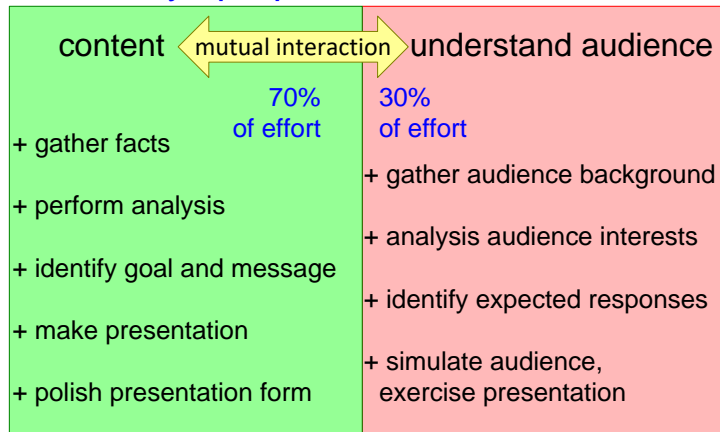 content
mutual interaction
understand audience
70%
of effort
30%
of effort
+ gather facts
+ perform analysis
+ identify goal and message
+ make presentation
+ polish presentation form
+ gather audience background
+ analysis audience interests
+ identify expected responses
+ simulate audience,
exercise presentation